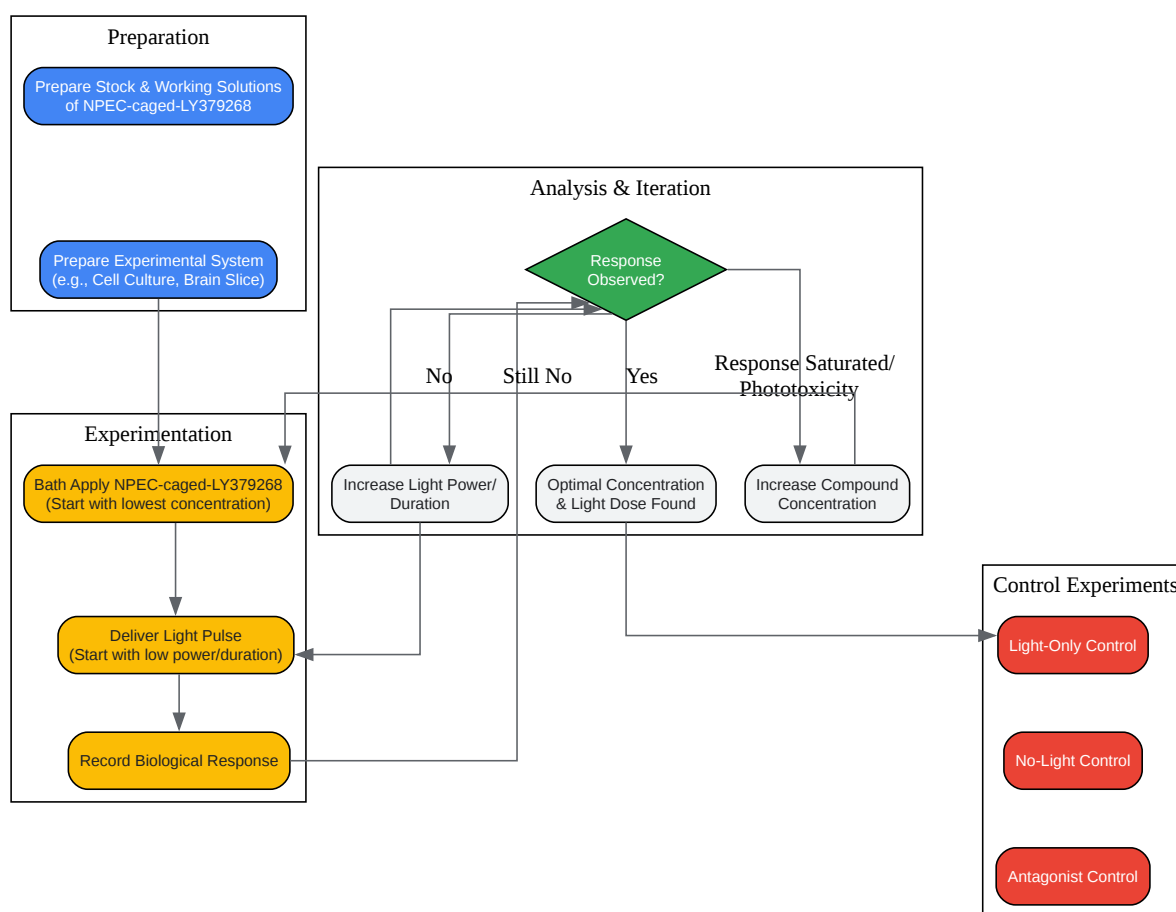 Preparation
Prepare Stock & Working Solutions
of NPEC-caged-LY379268
Prepare Experimental System
(e.g., Cell Culture, Brain Slice)
Analysis & Iteration
Response
Observed?
No
Still No
Yes
Response Saturated/
Phototoxicity
Increase Light Power/
Duration
Optimal Concentration
& Light Dose Found
Increase Compound
Concentration
Experimentation
Bath Apply NPEC-caged-LY379268
(Start with lowest concentration)
Deliver Light Pulse
(Start with low power/duration)
Record Biological Response
Control Experiments
Light-Only Control
No-Light Control
Antagonist Control